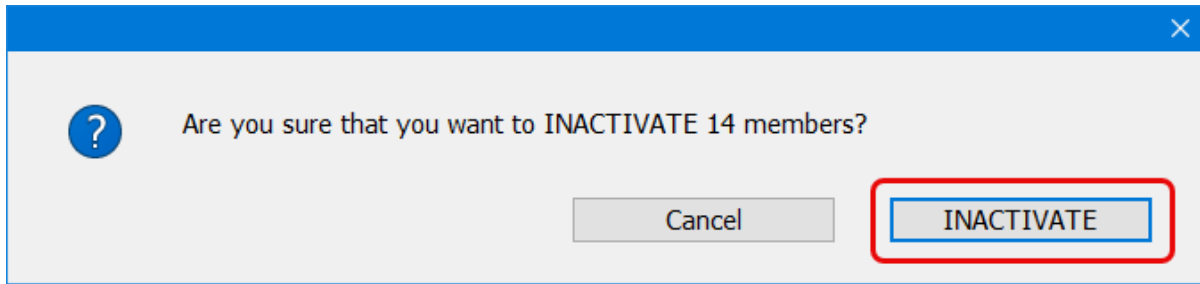 Are you sure that you want to INACTIVATE 14 members?
Cancel
INACTIVATE